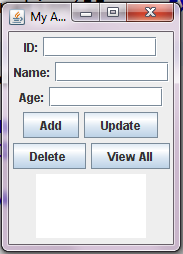 My A...
ID:
Name:
Age:
Add Update
Delete View All